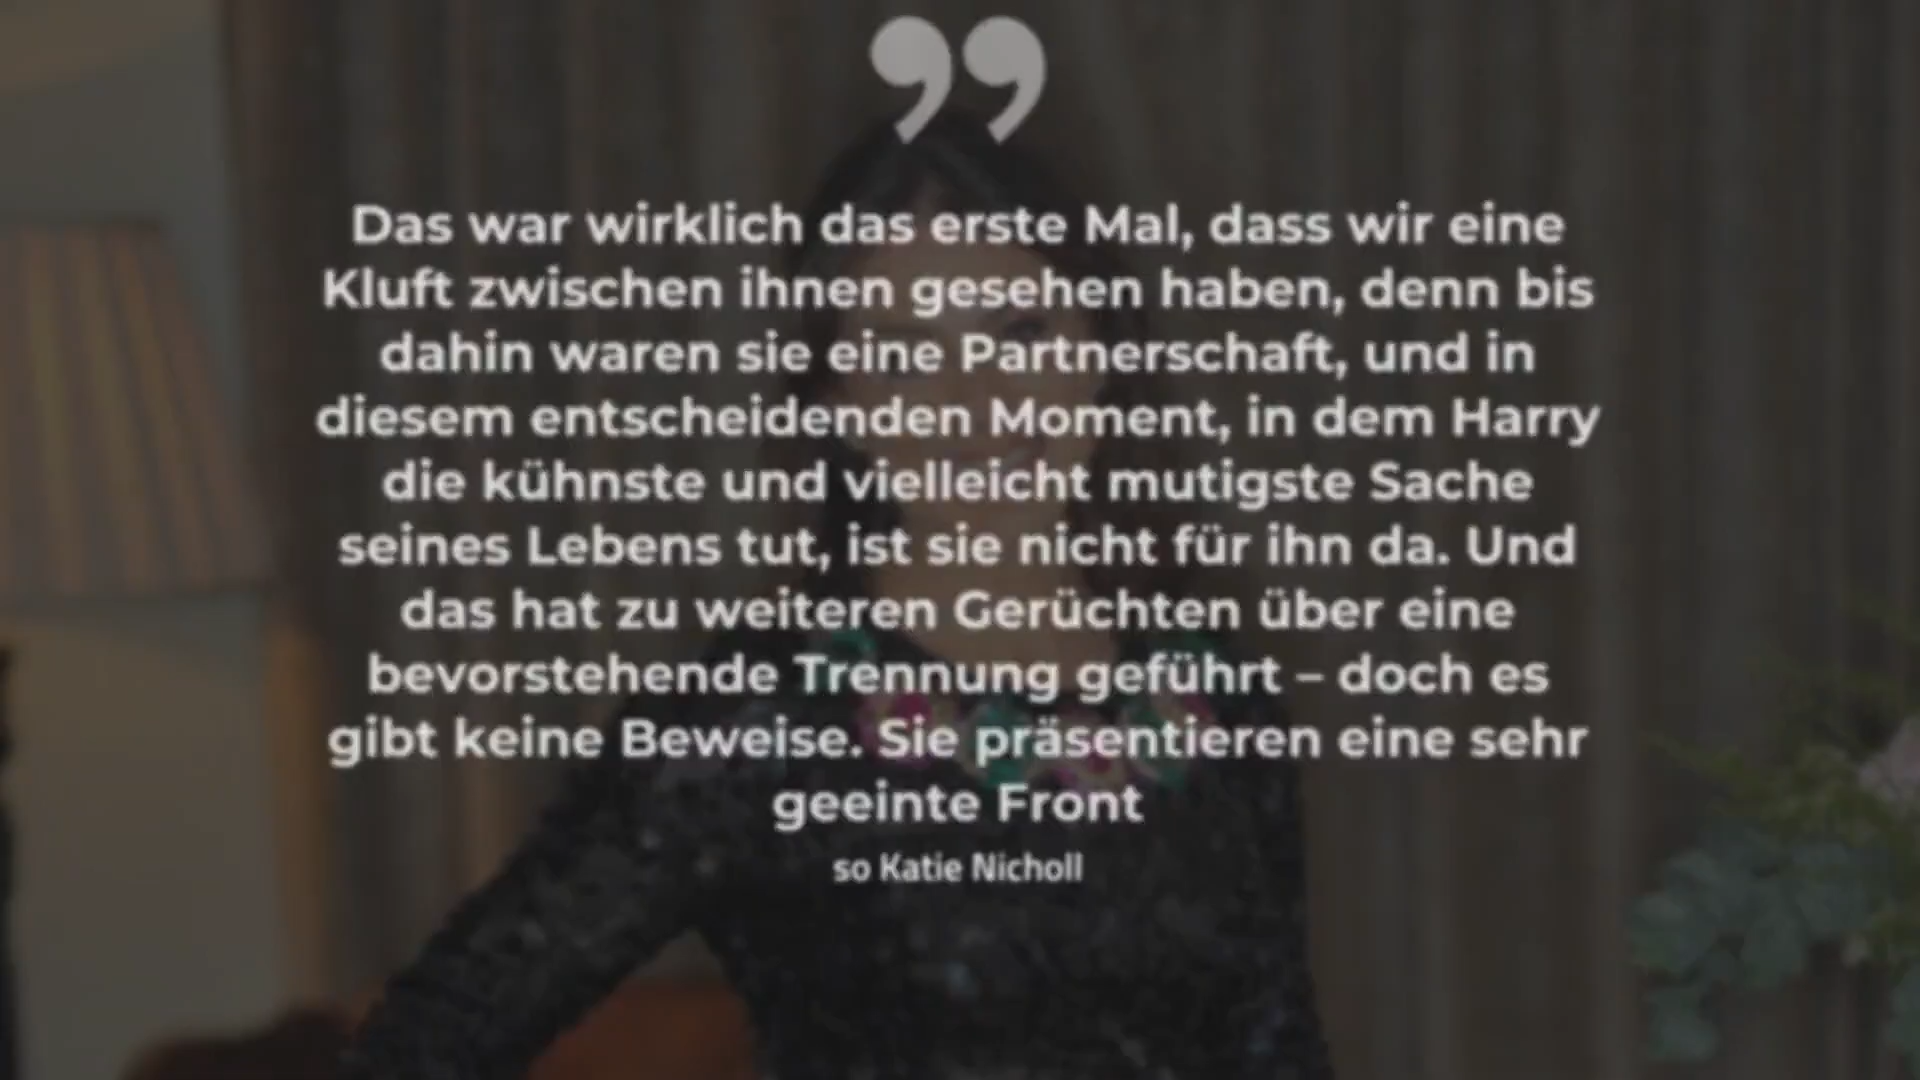 ”
Das war wirklich das erste Mal, dass wir eine
Kluft zwischen ihnen gesehen haben, denn bis
dahin waren sie eine Partnerschaft, und in
diesem entscheidenden Moment, in dem Harry
die kühnste und vielleicht mutigste Sache
seines Lebens tut, ist sie nicht für ihn da. Und
das hat zu weiteren Gerüchten über eine
bevorstehende Trennung geführt – doch es
gibt keine Beweise. Sie präsentieren eine sehr
geeinte Front
so Katie Nicholl